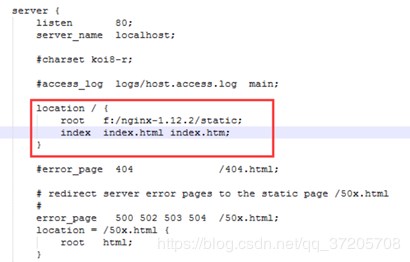 server {
    listen       80;
    server_name  localhost;

    #charset koi8-r;

    #access_log  logs/host.access.log  main;

    location / {
        root   f:/nginx-1.12.2/static;
        index  index.html index.htm;
    }

    #error_page  404              /404.html;

    # redirect server error pages to the static page /50x.html
    #
    error_page   500 502 503 504  /50x.html;
    location = /50x.html {
        root   html;
    }
https://blog.csdn.net/qq_37205708